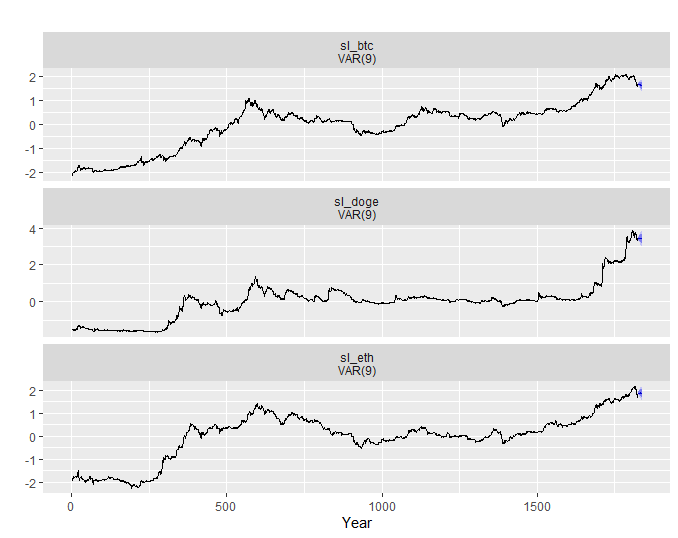 sl_btc
VAR(9)
2
1
0
-1
-2
sl_doge
VAR(9)
4
2
0
sl_eth
VAR(9)
2
1
0
-1
-2
0 500 1000 1500
Year